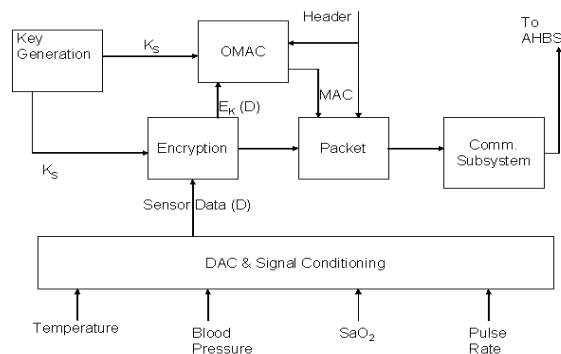 Header
To
AHBS
Key
Generation
K_S
OMAC
MAC
E_K (D)
Encryption
Packet
Comm.
Subsystem
K_S
Sensor Data (D)
DAC & Signal Conditioning
Temperature
Blood
Pressure
SaO₂
Pulse
Rate